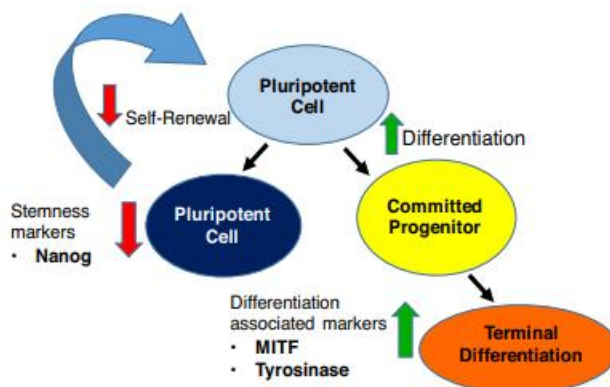 Pluripotent
Cell
Self-Renewal
Differentiation
Stemness
markers
• Nanog
Pluripotent
Cell
Committed
Progenitor
Differentiation
associated markers
• MITF
• Tyrosinase
Terminal
Differentiation